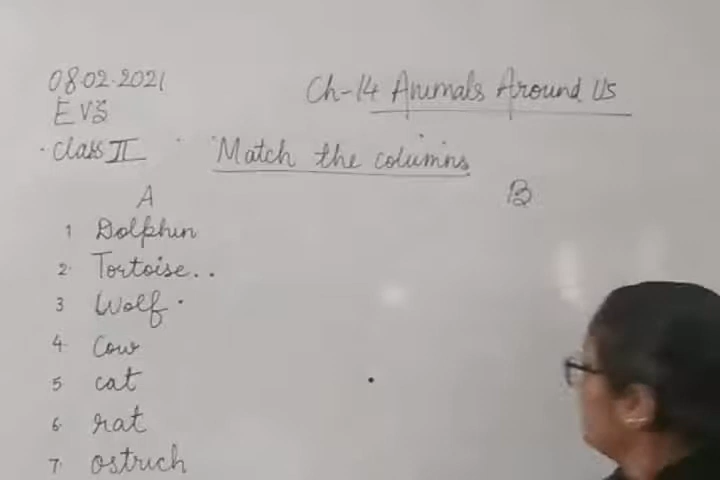 08.02.2021
Ch-14 Animals Around Us
EVS
Class II
Match the columns
A
B
1 Dolphin
2. Tortoise..
3 Wolf.
4. Cow
5 cat
6. rat
7. ostrich